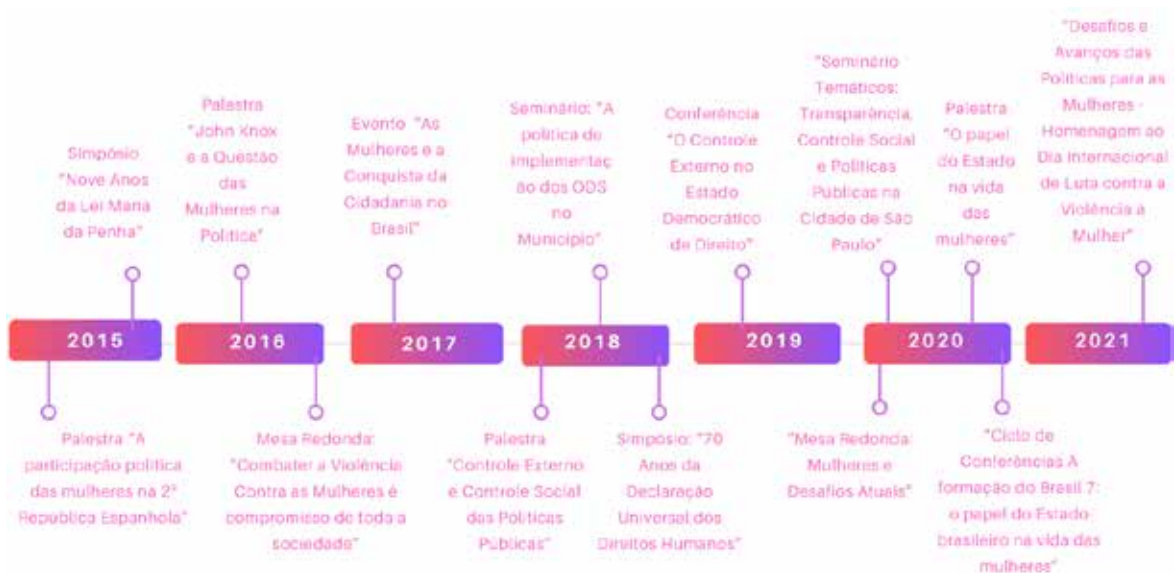 Simpósio
"Nove Anos
da Lei Maria
da Penha"
Palestra
"John Knox
e a Questão
das
Mulheres na
Política"
Evento "As
Mulheres e a
Conquista da
Cidadania no
Brasil"
Seminário: "A
política de
implementaç
ão dos ODS
no
Município"
Conferência
"O Controle
Externo no
Estado
Democrático
de Direito"
"Seminário
Temáticos:
Transparência,
Controle Social
e Políticas
Públicas na
Cidade de São
Paulo"
Palestra
"O papel
do Estado
na vida
das
mulheres"
"Desafios e
Avanços das
Políticas para as
Mulheres -
Homenagem ao
Dia Internacional
de Luta contra a
Violência a
Mulher"
2015
2016
2017
2018
2019
2020
2021
Palestra "A
participação política
das mulheres na 2ª
República Espanhola"
Mesa Redonda:
"Combater a Violência
Contra as Mulheres é
compromisso de toda a
sociedade"
Palestra
"Controle Externo
e Controle Social
das Políticas
Públicas"
Simpósio: "70
Anos da
Declaração
Universal dos
Direitos Humanos"
"Mesa Redonda:
Mulheres e
Desafios Atuais"
"Ciclo de
Conferências A
formação do Brasil 7:
o papel do Estado
brasileiro na vida das
mulheres"